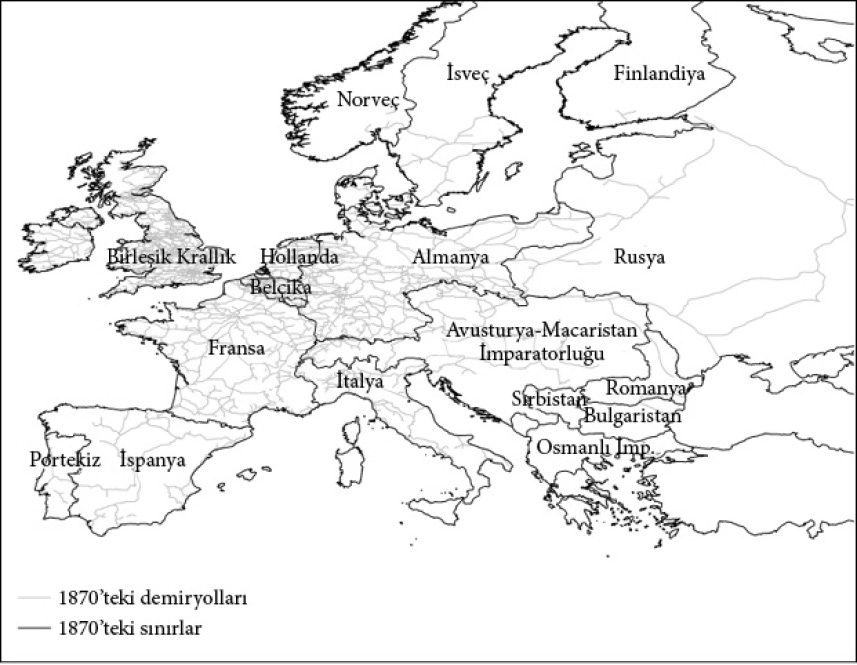 İsveç
Finlandiya
Norveç
Birleşik Krallık
Hollanda
Almanya
Rusya
Belçika
Avusturya-Macaristan
İmparatorluğu
Fransa
İtalya
Romanya
Sırbistan
Bulgaristan
Osmanlı İmp.
Portekiz
İspanya
1870’teki demiryolları
1870’teki sınırlar